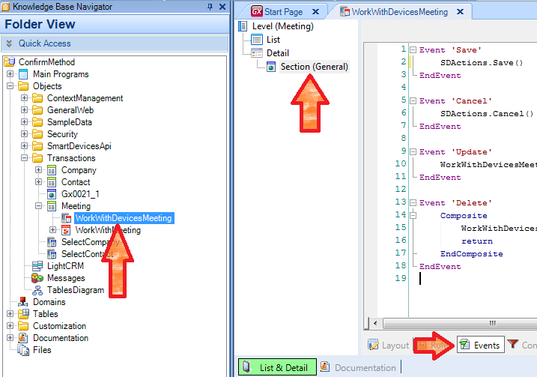 Knowledge Base Navigator
Folder View
Quick Access
ConfirmMethod
Main Programs
Objects
ContextManagement
GeneralWeb
SampleData
Security
SmartDevicesApi
Transactions
Company
Contact
Gx0021_1
Meeting
WorkWithDevicesMeeting
WorkWithMeeting
LightCRM
Messages
TablesDiagram
Domains
Tables
Customization
Documentation
Files
Start Page
WorkWithDevicesMeeting
Level (Meeting)
List
Detail
Section (General)
1 Event 'Save'
2 SDActions.Save()
3 EndEvent
4
5 Event 'Cancel'
6 SDActions.Cancel()
7 EndEvent
8
9 Event 'Update'
10 WorkWithDevicesMee
11 EndEvent
12
13 Event 'Delete'
14 Composite
15 WorkWithDevices
16 return
17 EndComposite
18 EndEvent
19
Layout
Events
Con
List & Detail
Documentation